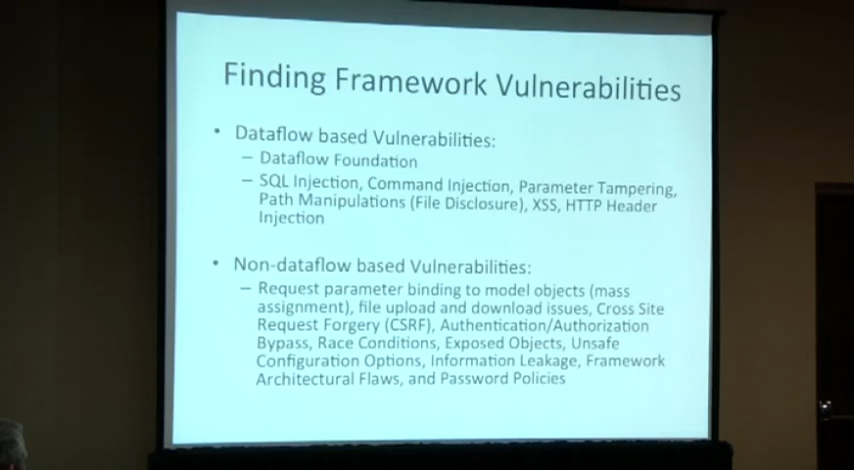 Finding Framework Vulnerabilities
• Dataflow based Vulnerabilities:
– Dataflow Foundation
– SQL Injection, Command Injection, Parameter Tampering,
Path Manipulations (File Disclosure), XSS, HTTP Header
Injection
• Non-dataflow based Vulnerabilities:
– Request parameter binding to model objects (mass
assignment), file upload and download issues, Cross Site
Request Forgery (CSRF), Authentication/Authorization
Bypass, Race Conditions, Exposed Objects, Unsafe
Configuration Options, Information Leakage, Framework
Architectural Flaws, and Password Policies